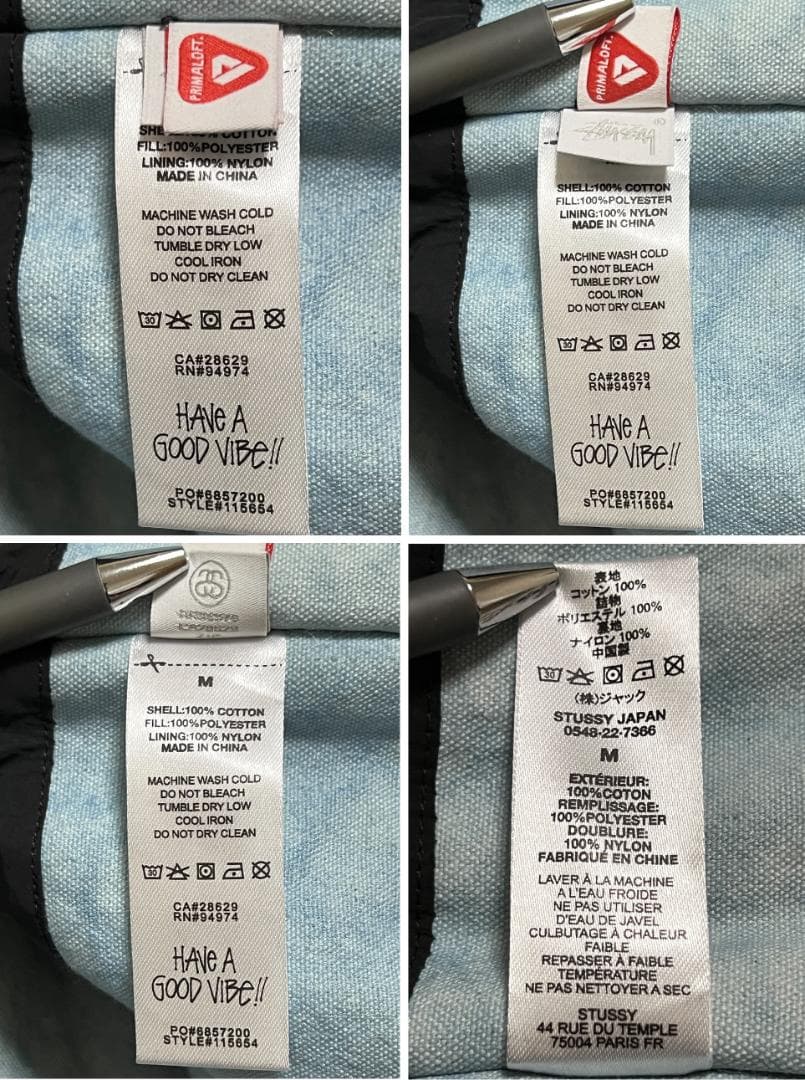 PRIMALOFT.
SHELL:100% COTTON
FILL:100%POLYESTER
LINING:100% NYLON
MADE IN CHINA
MACHINE WASH COLD
DO NOT BLEACH
TUMBLE DRY LOW
COOL IRON
DO NOT DRY CLEAN
30
CA#28629
RN#94974
HAVE A
GOOD VIBE!!
PO#6857200
STYLE#115654
PRIMALOFT.
Stüssy ®
SHELL:100% COTTON
FILL:100%POLYESTER
LINING:100% NYLON
MADE IN CHINA
MACHINE WASH COLD
DO NOT BLEACH
TUMBLE DRY LOW
COOL IRON
DO NOT DRY CLEAN
30
CA#28629
RN#94974
HAVE A
GOOD VIBE!!
PO#6857200
STYLE#115654
M
SHELL:100% COTTON
FILL:100%POLYESTER
LINING:100% NYLON
MADE IN CHINA
MACHINE WASH COLD
DO NOT BLEACH
TUMBLE DRY LOW
COOL IRON
DO NOT DRY CLEAN
30
CA#28629
RN#94974
HAVE A
GOOD VIBE!!
PO#6857200
STYLE#115654
表地
コットン 100%
詰物
ポリエステル 100%
裏地
ナイロン 100%
中国製
30
(株)ジャック
STUSSY JAPAN
0548-22-7366
M
EXTÉRIEUR:
100%COTON
REMPLISSAGE:
100%POLYESTER
DOUBLURE:
100% NYLON
FABRIQUÉ EN CHINE
LAVER À LA MACHINE
A L'EAU FROIDE
NE PAS UTILISER
D'EAU DE JAVEL
CULBUTAGE À CHALEUR
FAIBLE
REPASSER À FAIBLE
TEMPÉRATURE
NE PAS NETTOYER A SEC
STUSSY
44 RUE DU TEMPLE
75004 PARIS FR